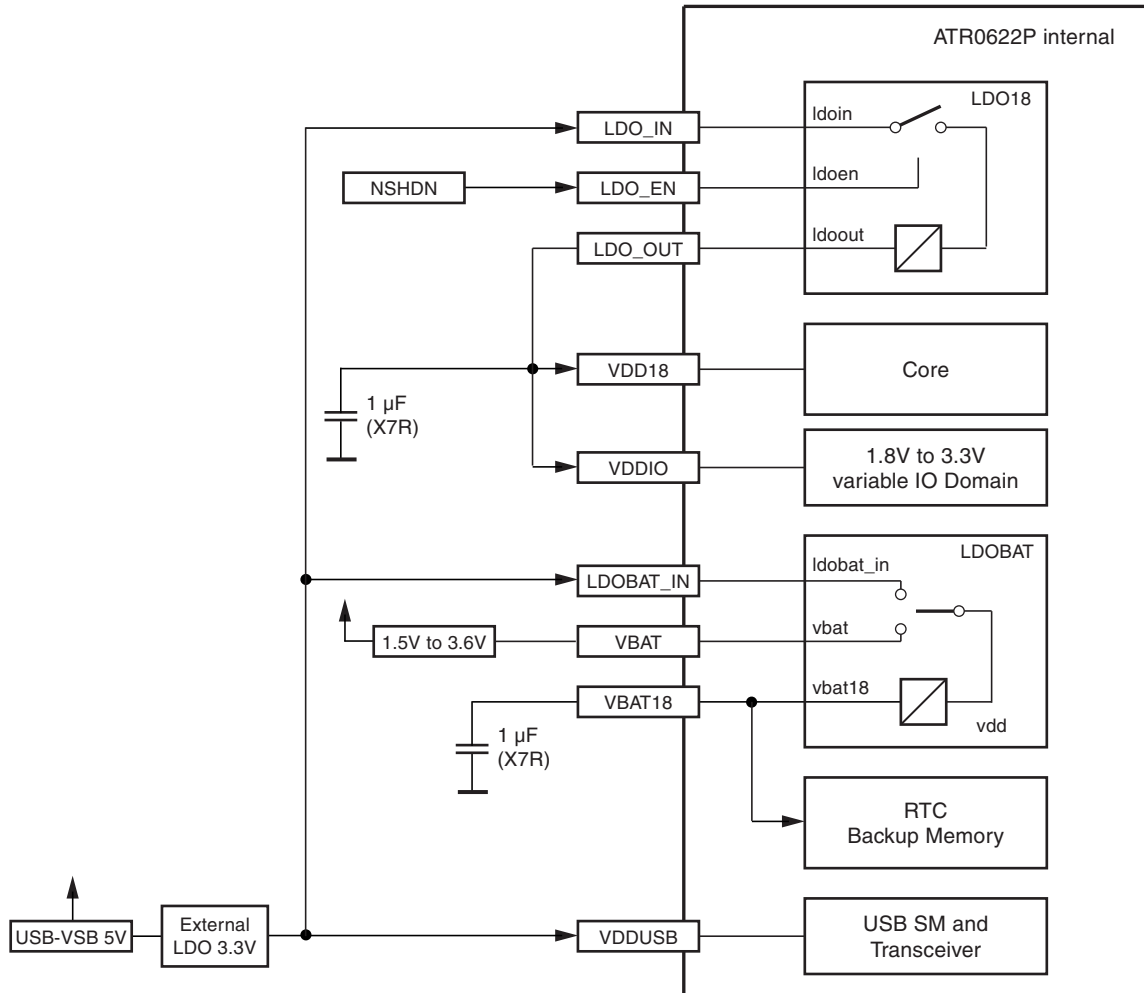 ATR0622P internal
LDO18
LDO_IN
ldoin
NSHDN
LDO_EN
ldoen
LDO_OUT
ldoout
VDD18
Core
1 µF
(X7R)
VDDIO
1.8V to 3.3V
variable IO Domain
LDOBAT
LDOBAT_IN
ldobat_in
1.5V to 3.6V
VBAT
vbat
VBAT18
vbat18
vdd
1 µF
(X7R)
RTC
Backup Memory
USB-VSB 5V
External
LDO 3.3V
VDDUSB
USB SM and
Transceiver